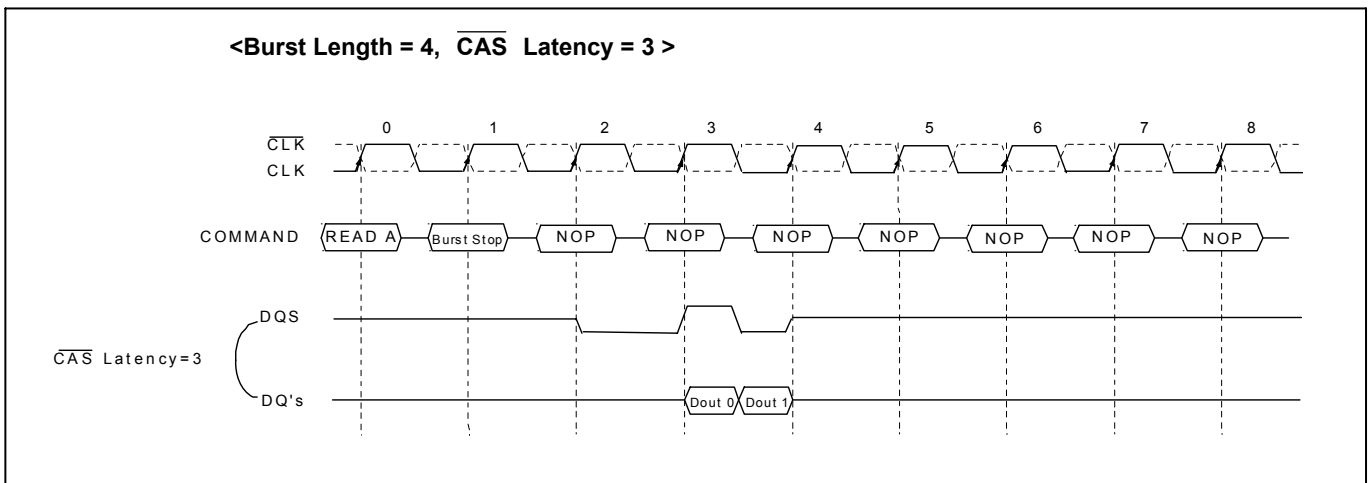 <Burst Length = 4, CAS Latency = 3 >
0 1 2 3 4 5 6 7 8
CLK
CLK
COMMAND READ A Burst Stop NOP NOP NOP NOP NOP NOP NOP
DQS
CAS Latency=3
DQ's Dout 0 Dout 1